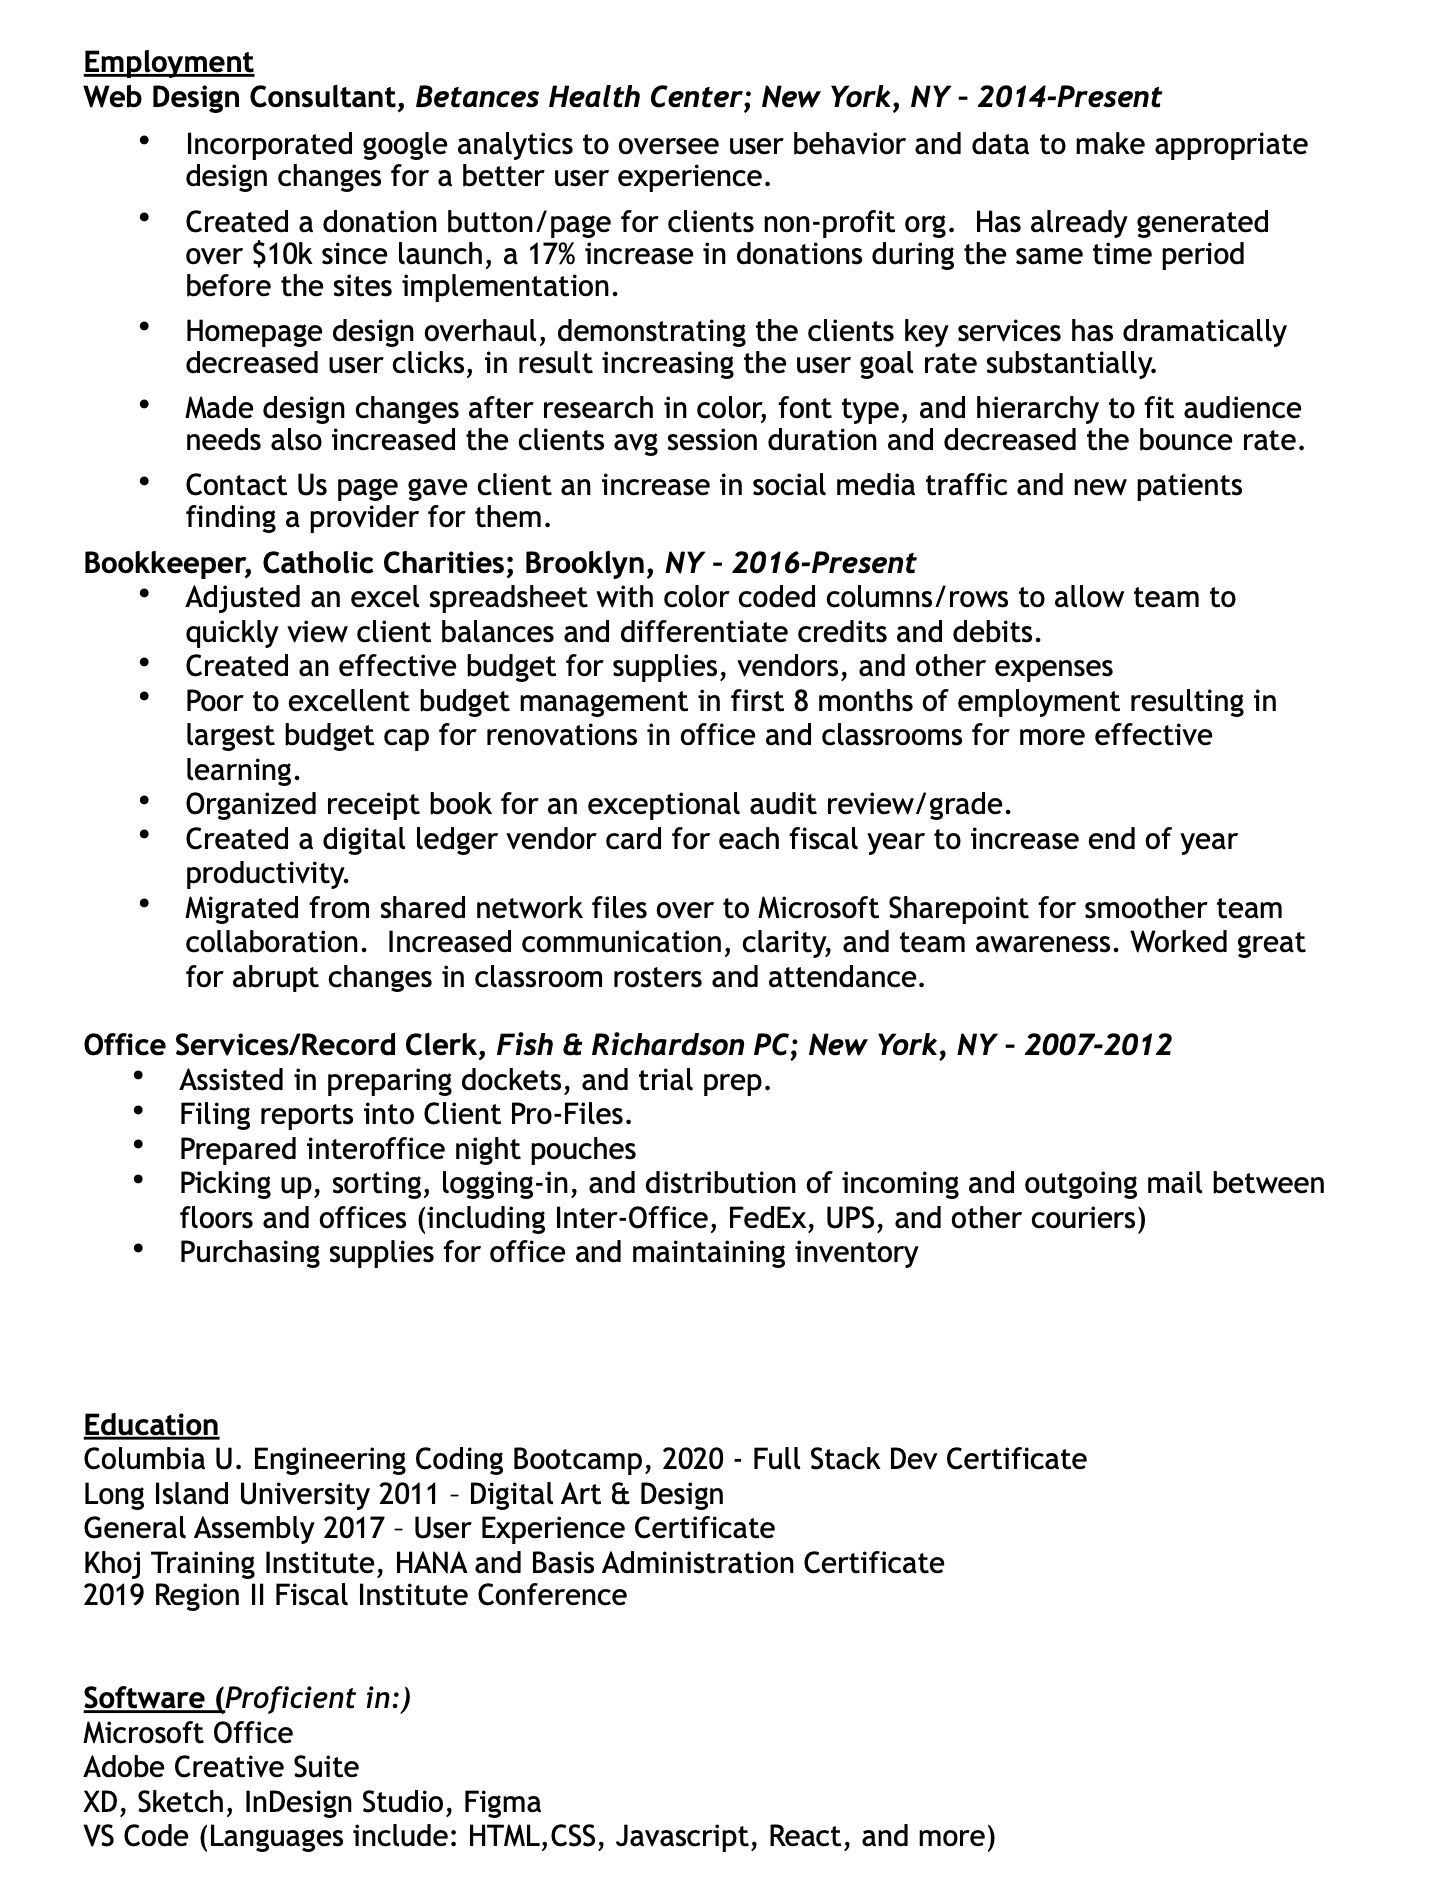 Employment
Web Design Consultant, Betances Health Center; New York, NY – 2014-Present
• Incorporated google analytics to oversee user behavior and data to make appropriate
design changes for a better user experience.
• Created a donation button/page for clients non-profit org.  Has already generated
over $10k since launch, a 17% increase in donations during the same time period
before the sites implementation.
• Homepage design overhaul, demonstrating the clients key services has dramatically
decreased user clicks, in result increasing the user goal rate substantially.
• Made design changes after research in color, font type, and hierarchy to fit audience
needs also increased the clients avg session duration and decreased the bounce rate.
• Contact Us page gave client an increase in social media traffic and new patients
finding a provider for them.
Bookkeeper, Catholic Charities; Brooklyn, NY – 2016-Present
• Adjusted an excel spreadsheet with color coded columns/rows to allow team to
quickly view client balances and differentiate credits and debits.
• Created an effective budget for supplies, vendors, and other expenses
• Poor to excellent budget management in first 8 months of employment resulting in
largest budget cap for renovations in office and classrooms for more effective
learning.
• Organized receipt book for an exceptional audit review/grade.
• Created a digital ledger vendor card for each fiscal year to increase end of year
productivity.
• Migrated from shared network files over to Microsoft Sharepoint for smoother team
collaboration.  Increased communication, clarity, and team awareness. Worked great
for abrupt changes in classroom rosters and attendance.
Office Services/Record Clerk, Fish & Richardson PC; New York, NY – 2007-2012
• Assisted in preparing dockets, and trial prep.
• Filing reports into Client Pro-Files.
• Prepared interoffice night pouches
• Picking up, sorting, logging-in, and distribution of incoming and outgoing mail between
floors and offices (including Inter-Office, FedEx, UPS, and other couriers)
• Purchasing supplies for office and maintaining inventory
Education
Columbia U. Engineering Coding Bootcamp, 2020 - Full Stack Dev Certificate
Long Island University 2011 – Digital Art & Design
General Assembly 2017 – User Experience Certificate
Khoj Training Institute, HANA and Basis Administration Certificate
2019 Region II Fiscal Institute Conference
Software (Proficient in:)
Microsoft Office
Adobe Creative Suite
XD, Sketch, InDesign Studio, Figma
VS Code (Languages include: HTML,CSS, Javascript, React, and more)